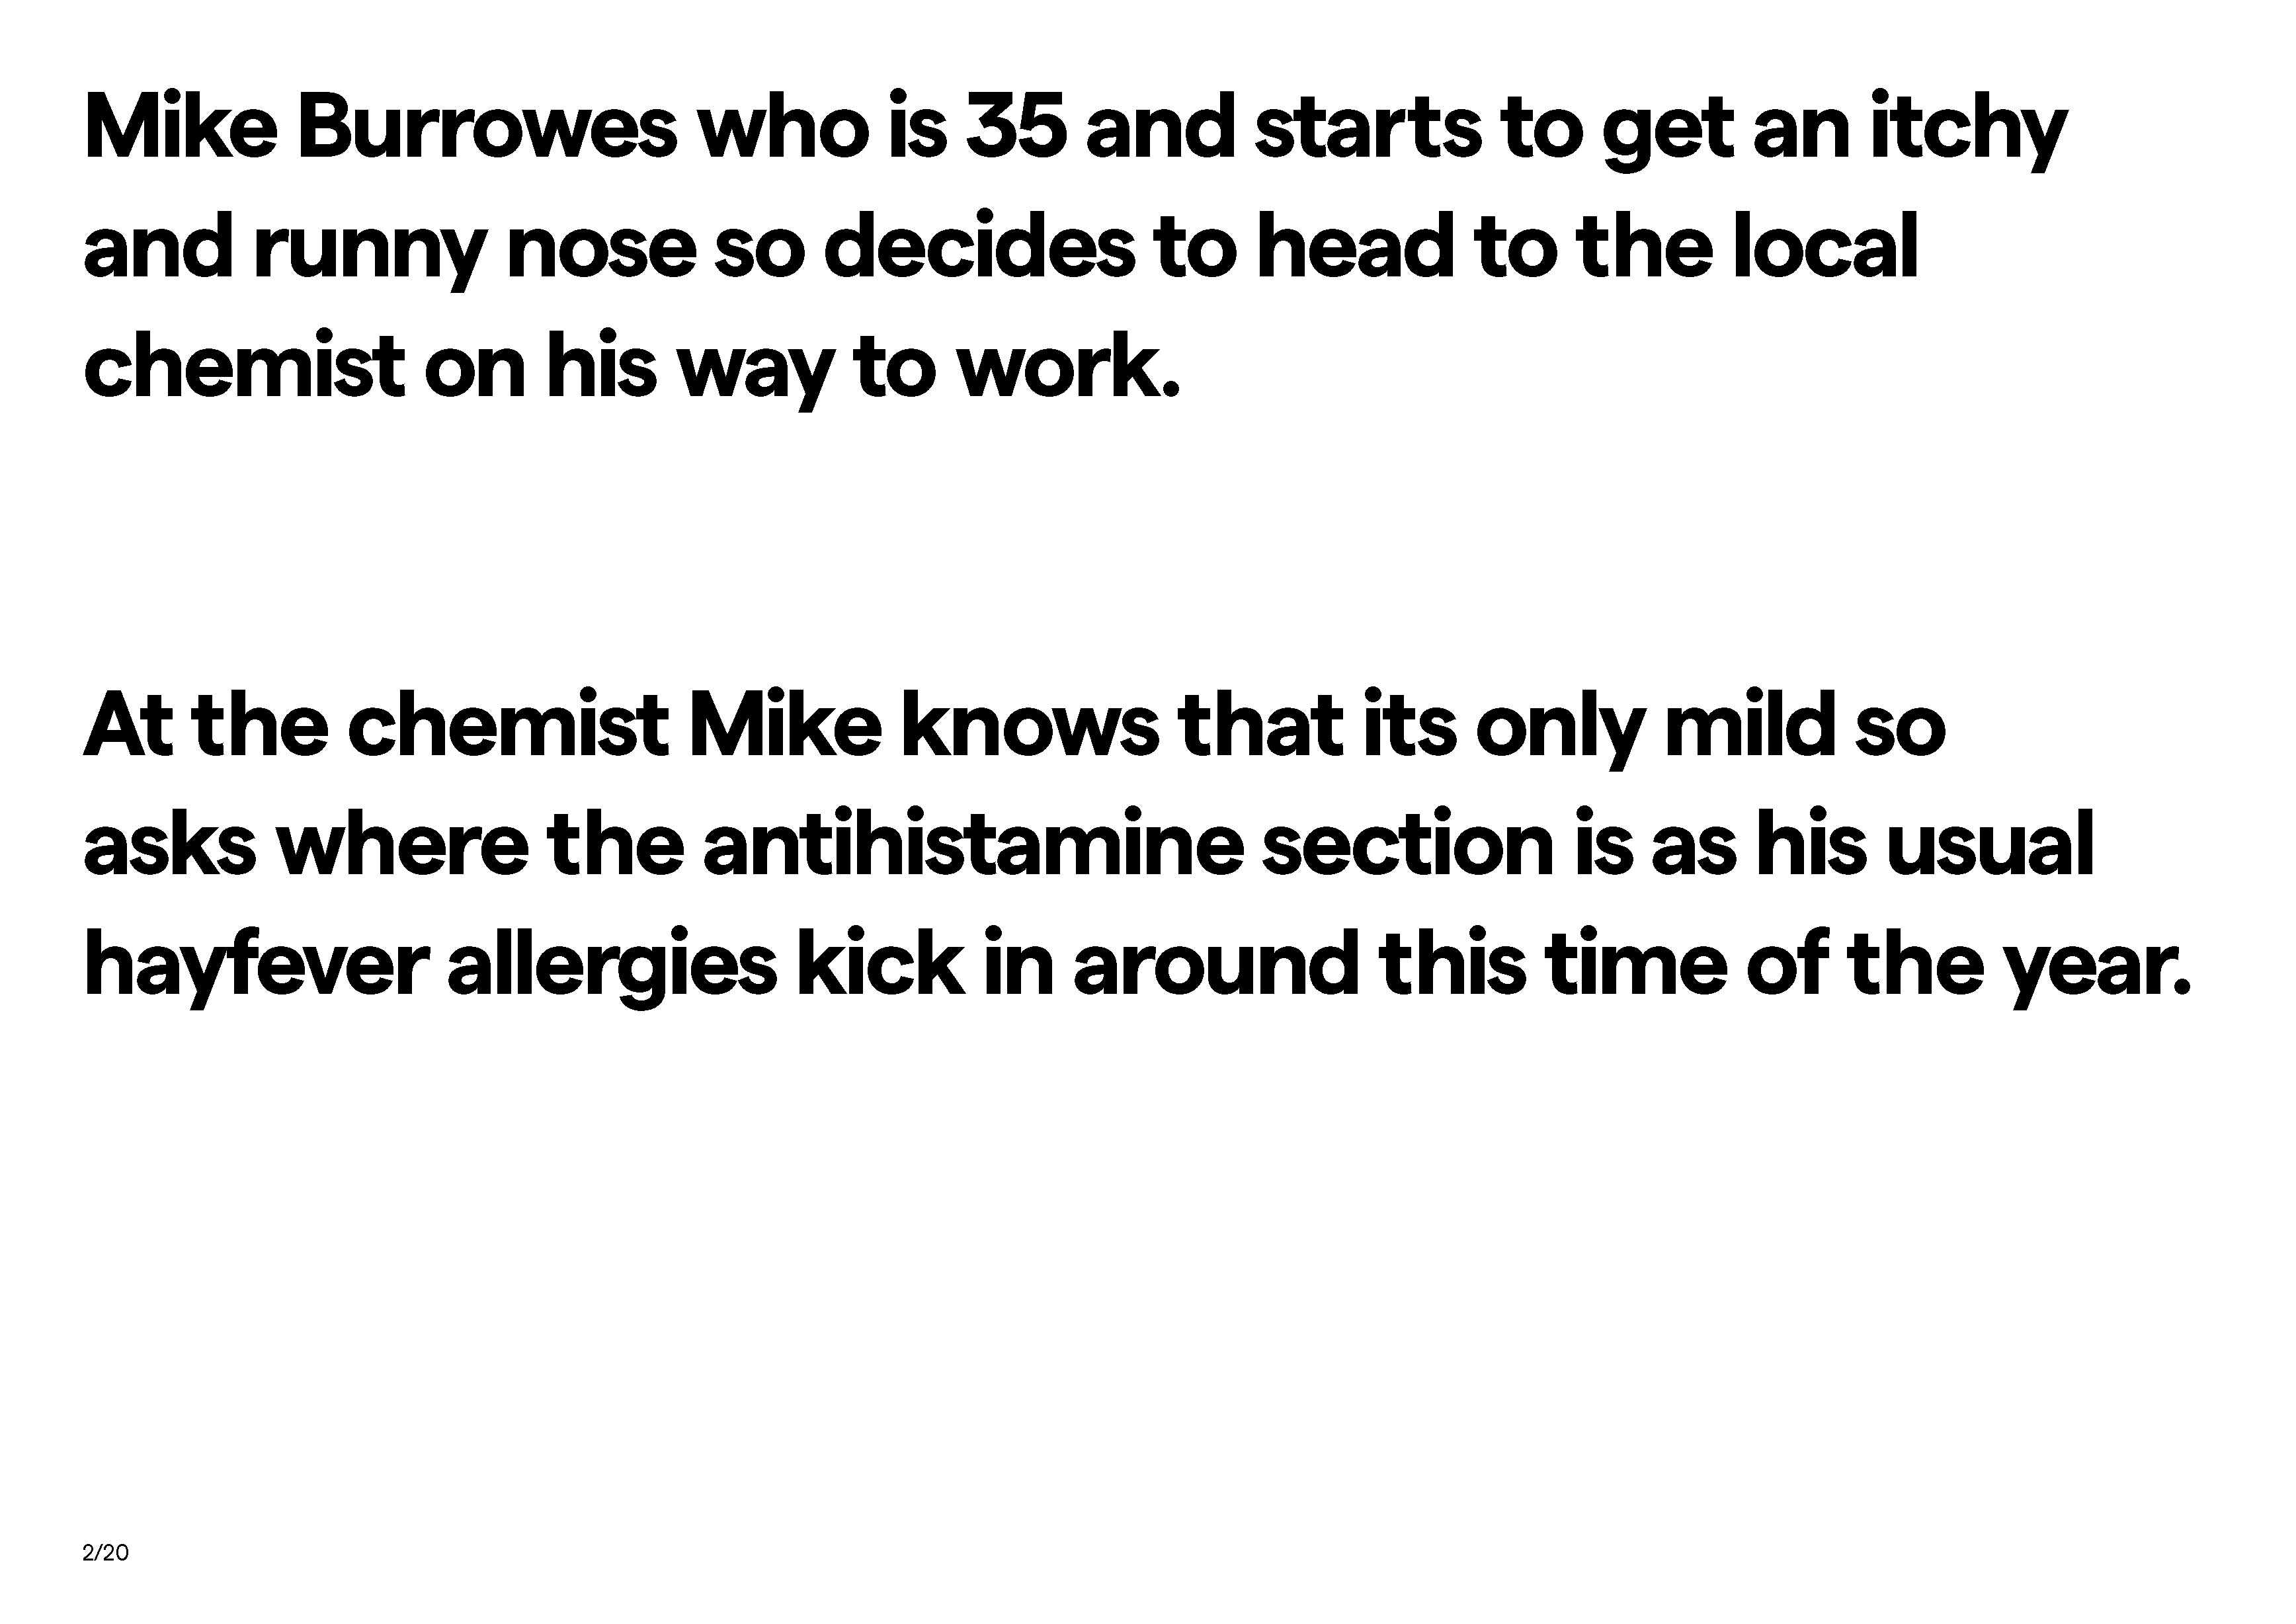 Mike Burrowes who is 35 and starts to get an itchy
and runny nose so decides to head to the local
chemist on his way to work.
At the chemist Mike knows that its only mild so
asks where the antihistamine section is as his usual
hayfever allergies kick in around this time of the year.
2/20